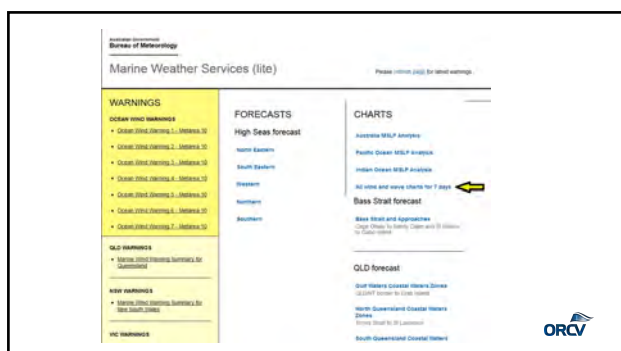 Australian Government
Bureau of Meteorology
Marine Weather Services (lite)
Please refresh page for latest warnings
WARNINGS
OCEAN WIND WARNINGS
Ocean Wind Warning 1 - Metarea 10
Ocean Wind Warning 2 - Metarea 10
Ocean Wind Warning 3 - Metarea 10
Ocean Wind Warning 4 - Metarea 10
Ocean Wind Warning 5 - Metarea 10
Ocean Wind Warning 6 - Metarea 10
Ocean Wind Warning 7 - Metarea 10
QLD WARNINGS
Marine Wind Warning Summary for
Queensland
NSW WARNINGS
Marine Wind Warning Summary for
New South Wales
VIC WARNINGS
FORECASTS
High Seas forecast
North Eastern
South Eastern
Western
Northern
Southern
CHARTS
Australia MSLP Analysis
Pacific Ocean MSLP Analysis
Indian Ocean MSLP Analysis
All wind and wave charts for 7 days
Bass Strait forecast
Bass Strait and Approaches
QLD forecast
Gulf Waters Coastal Waters
Zones
North Queensland Coastal Waters
Zones
South Queensland Coastal Waters
ORCV